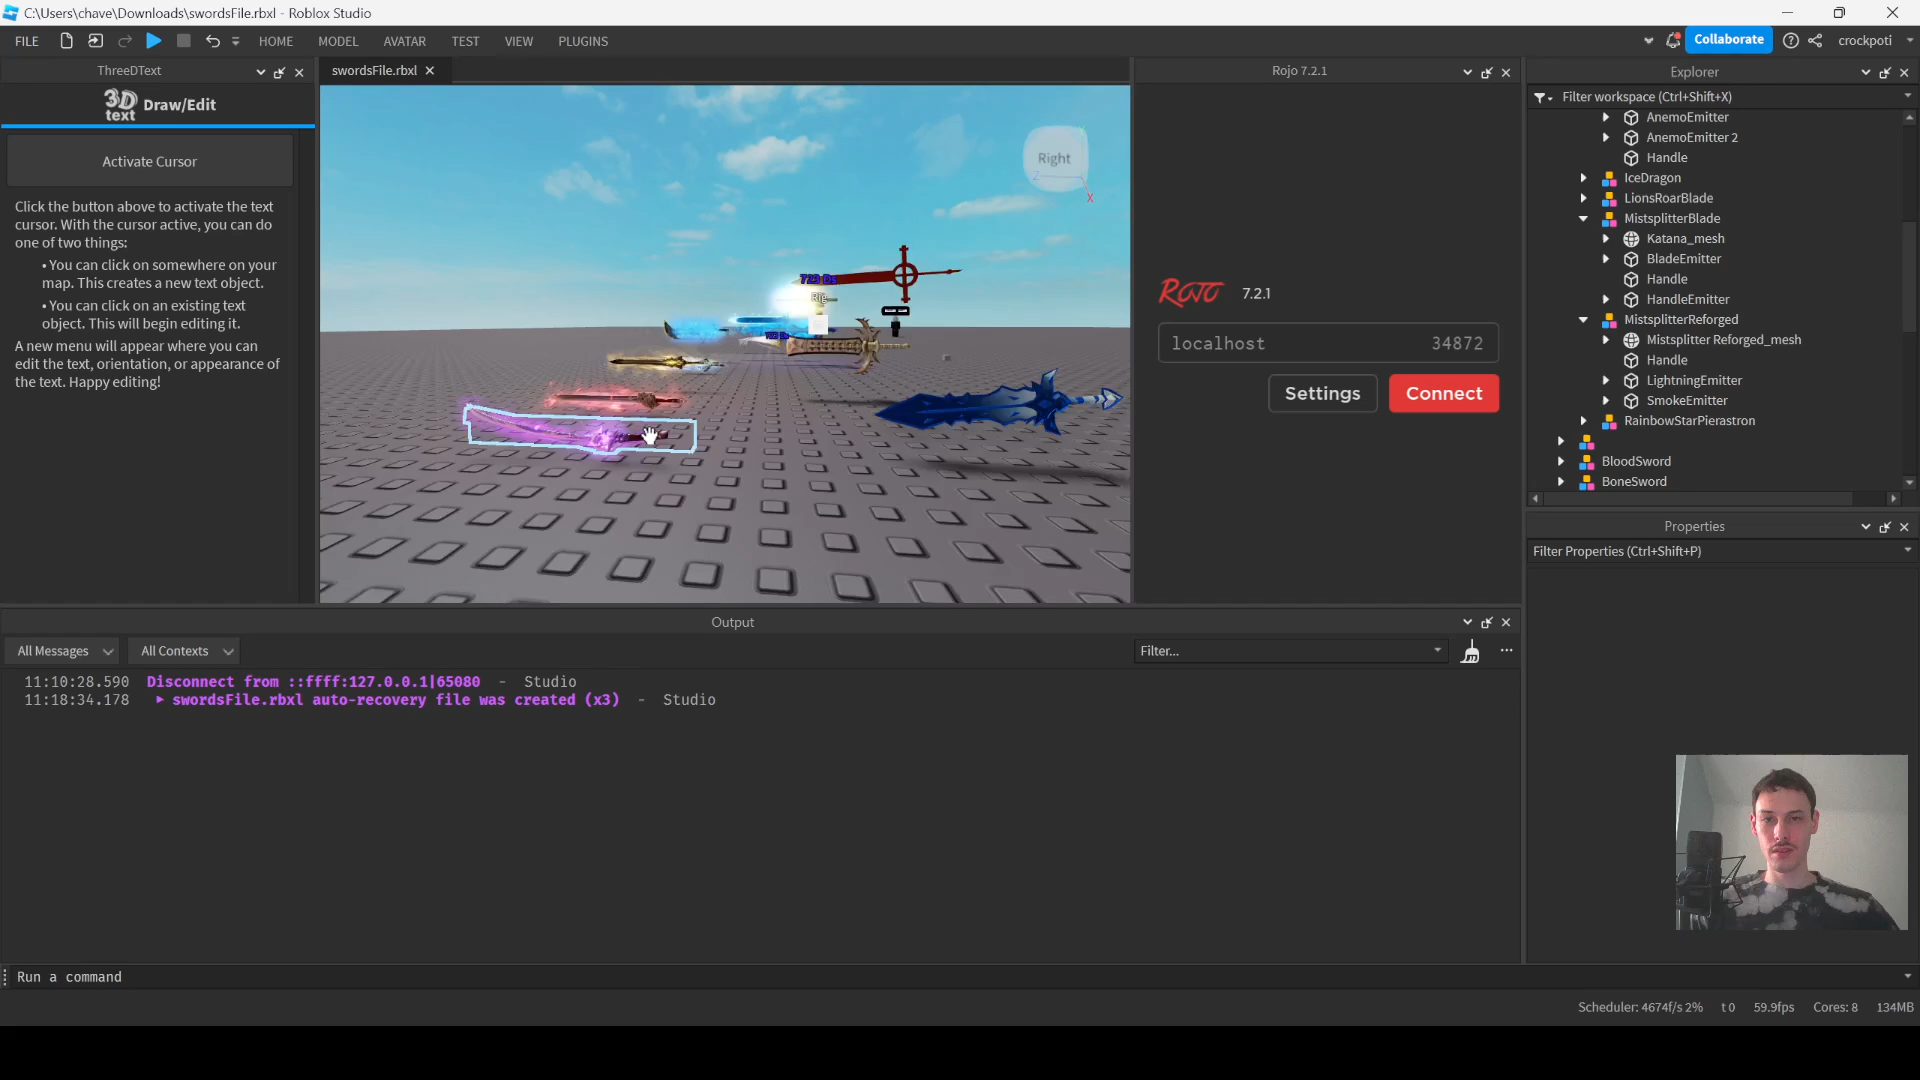 C:\Users\chave\Downloads\swordsFile.rbxl - Roblox Studio
FILE
HOME
MODEL
AVATAR
TEST
VIEW
PLUGINS
Collaborate
crockpoti
ThreeDText
3D text
Draw/Edit
Activate Cursor
Click the button above to activate the text
cursor. With the cursor active, you can do
one of two things:
• You can click on somewhere on your
map. This creates a new text object.
• You can click on an existing text
object. This will begin editing it.
A new menu will appear where you can
edit the text, orientation, or appearance of
the text. Happy editing!
swordsFile.rbxl
Right
Z
X
Rojo 7.2.1
ROJO
7.2.1
localhost
34872
Settings
Connect
Explorer
Filter workspace (Ctrl+Shift+X)
AnemoEmitter
AnemoEmitter 2
Handle
IceDragon
LionsRoarBlade
MistsplitterBlade
Katana_mesh
BladeEmitter
Handle
HandleEmitter
MistsplitterReforged
Mistsplitter Reforged_mesh
Handle
LightningEmitter
SmokeEmitter
RainbowStarPierastron
BloodSword
BoneSword
Properties
Filter Properties (Ctrl+Shift+P)
Output
All Messages
All Contexts
Filter...
11:10:28.590 Disconnect from ::ffff:127.0.0.1|65080 - Studio
11:18:34.178 swordsFile.rbxl auto-recovery file was created (x3) - Studio
Run a command
Scheduler: 4674f/s 2%
t 0
59.9fps
Cores: 8
134MB